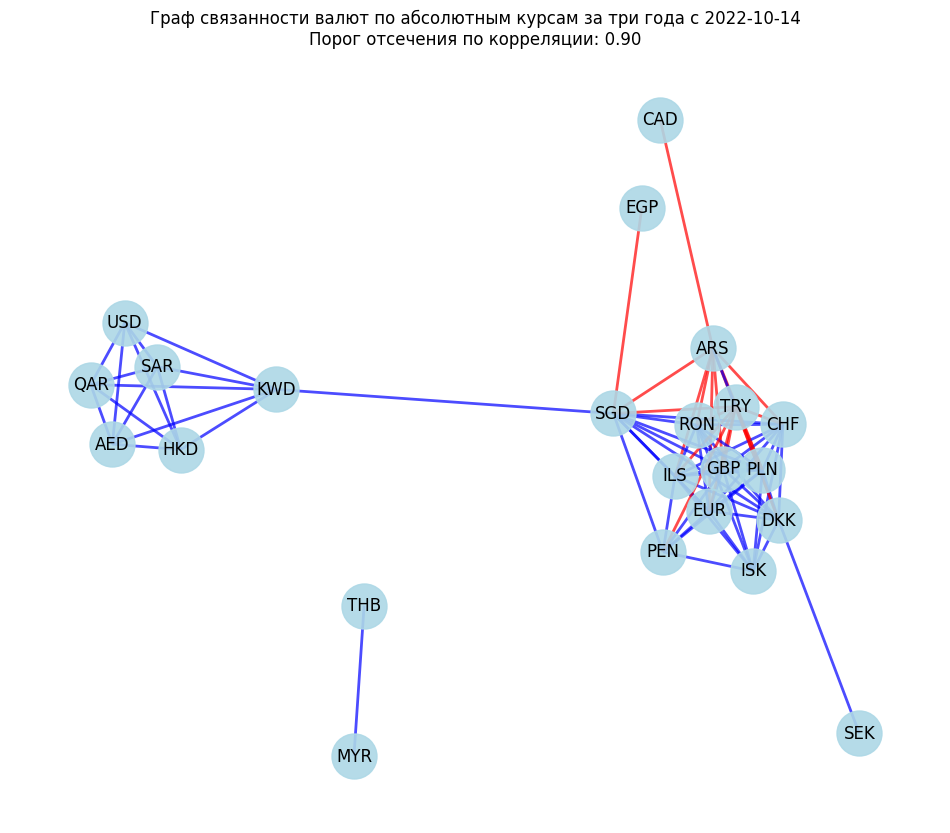 Граф связанности валют по абсолютным курсам за три года с 2022-10-14
Порог отсечения по корреляции: 0.90
CAD
EGP
USD
ARS
SAR
QAR
KWD
TRY
SGD
RON
CHF
AED
HKD
GBP
PLN
ILS
EUR
DKK
PEN
ISK
THB
SEK
MYR